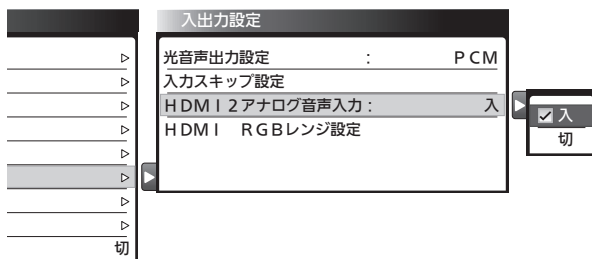 入出力設定
光音声出力設定 : PCM
入力スキップ設定
HDMI2アナログ音声入力: 入
HDMI RGBレンジ設定
入
切
切